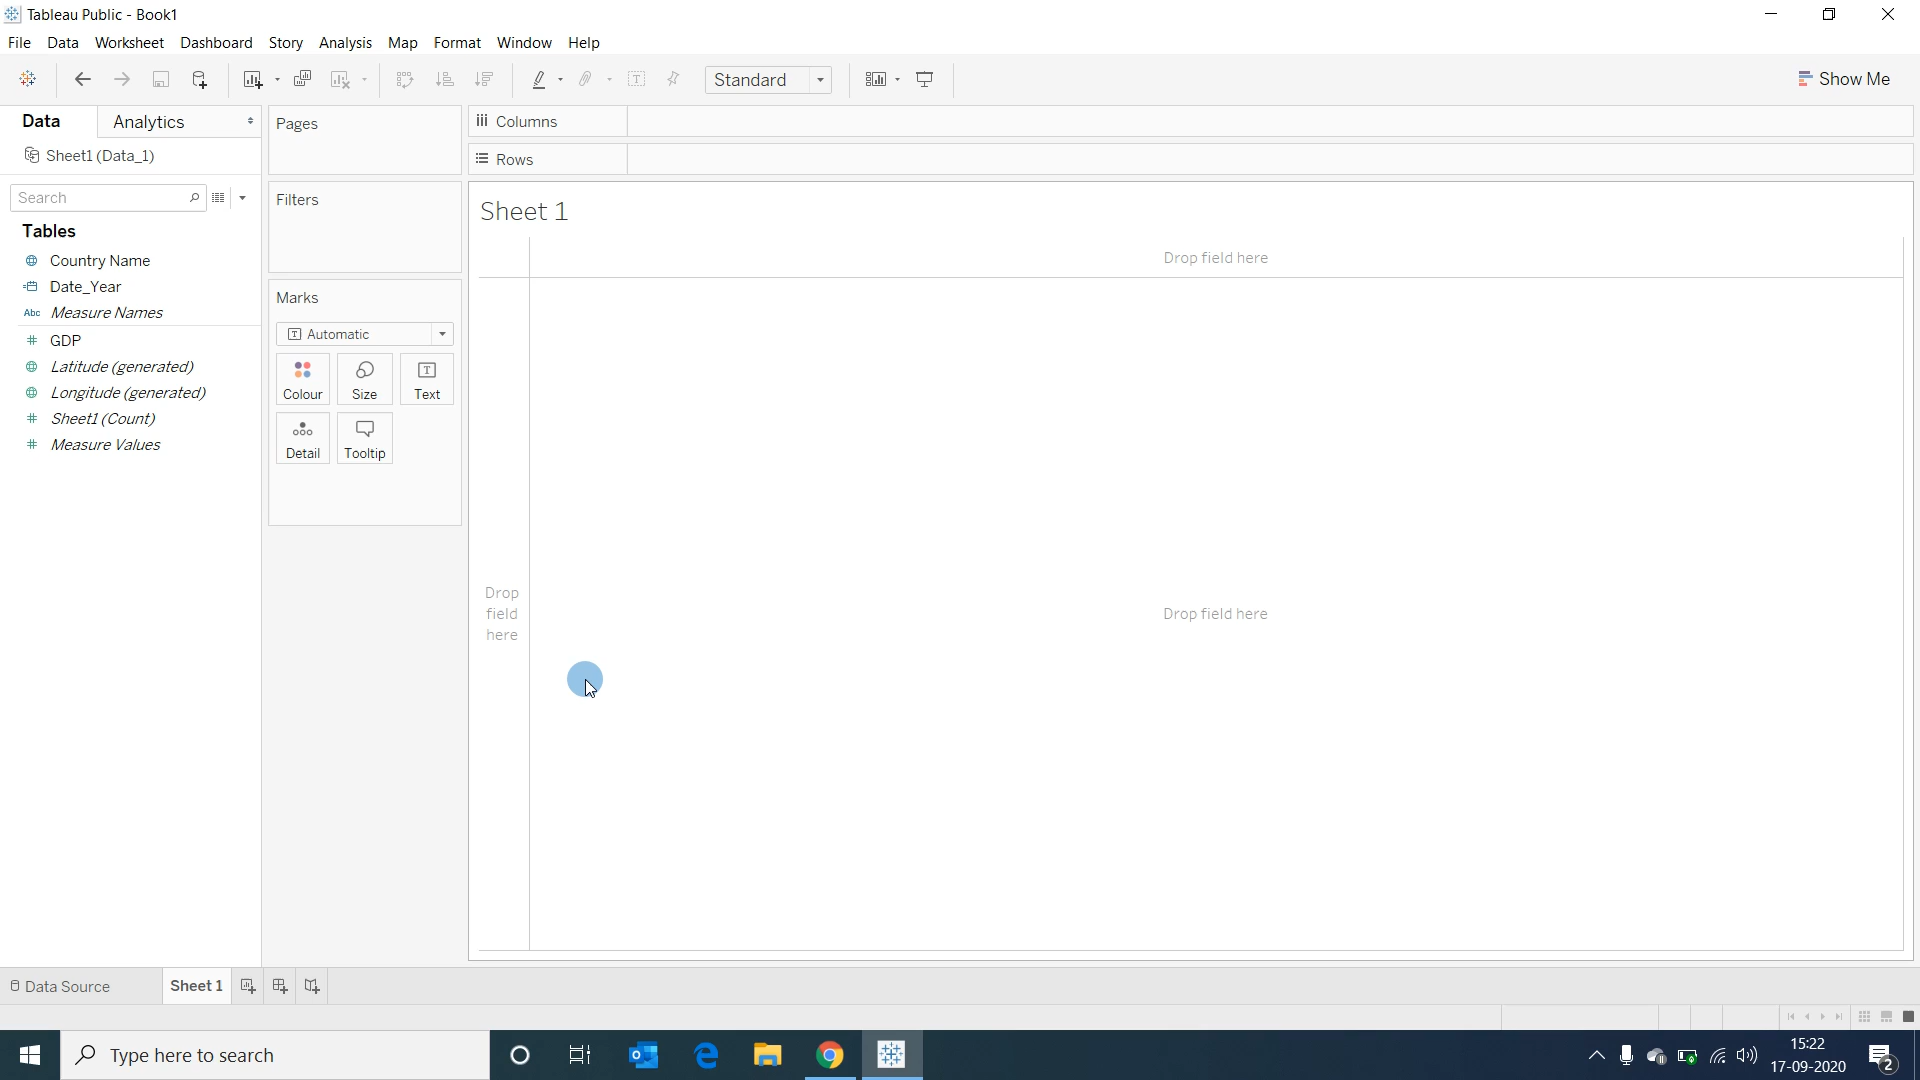 Tableau Public - Book1
File Data Worksheet Dashboard Story Analysis Map Format Window Help
Standard
Show Me
Data Analytics
Sheet1 (Data_1)
Search
Tables
Country Name
Date_Year
Abc Measure Names
# GDP
Latitude (generated)
Longitude (generated)
# Sheet1 (Count)
# Measure Values
Pages
Filters
Marks
T Automatic
Colour Size T Text
Detail Tooltip
Columns
Rows
Sheet 1
Drop field here
Drop
field
here
Drop field here
Data Source Sheet 1
Type here to search
15:22
17-09-2020
2